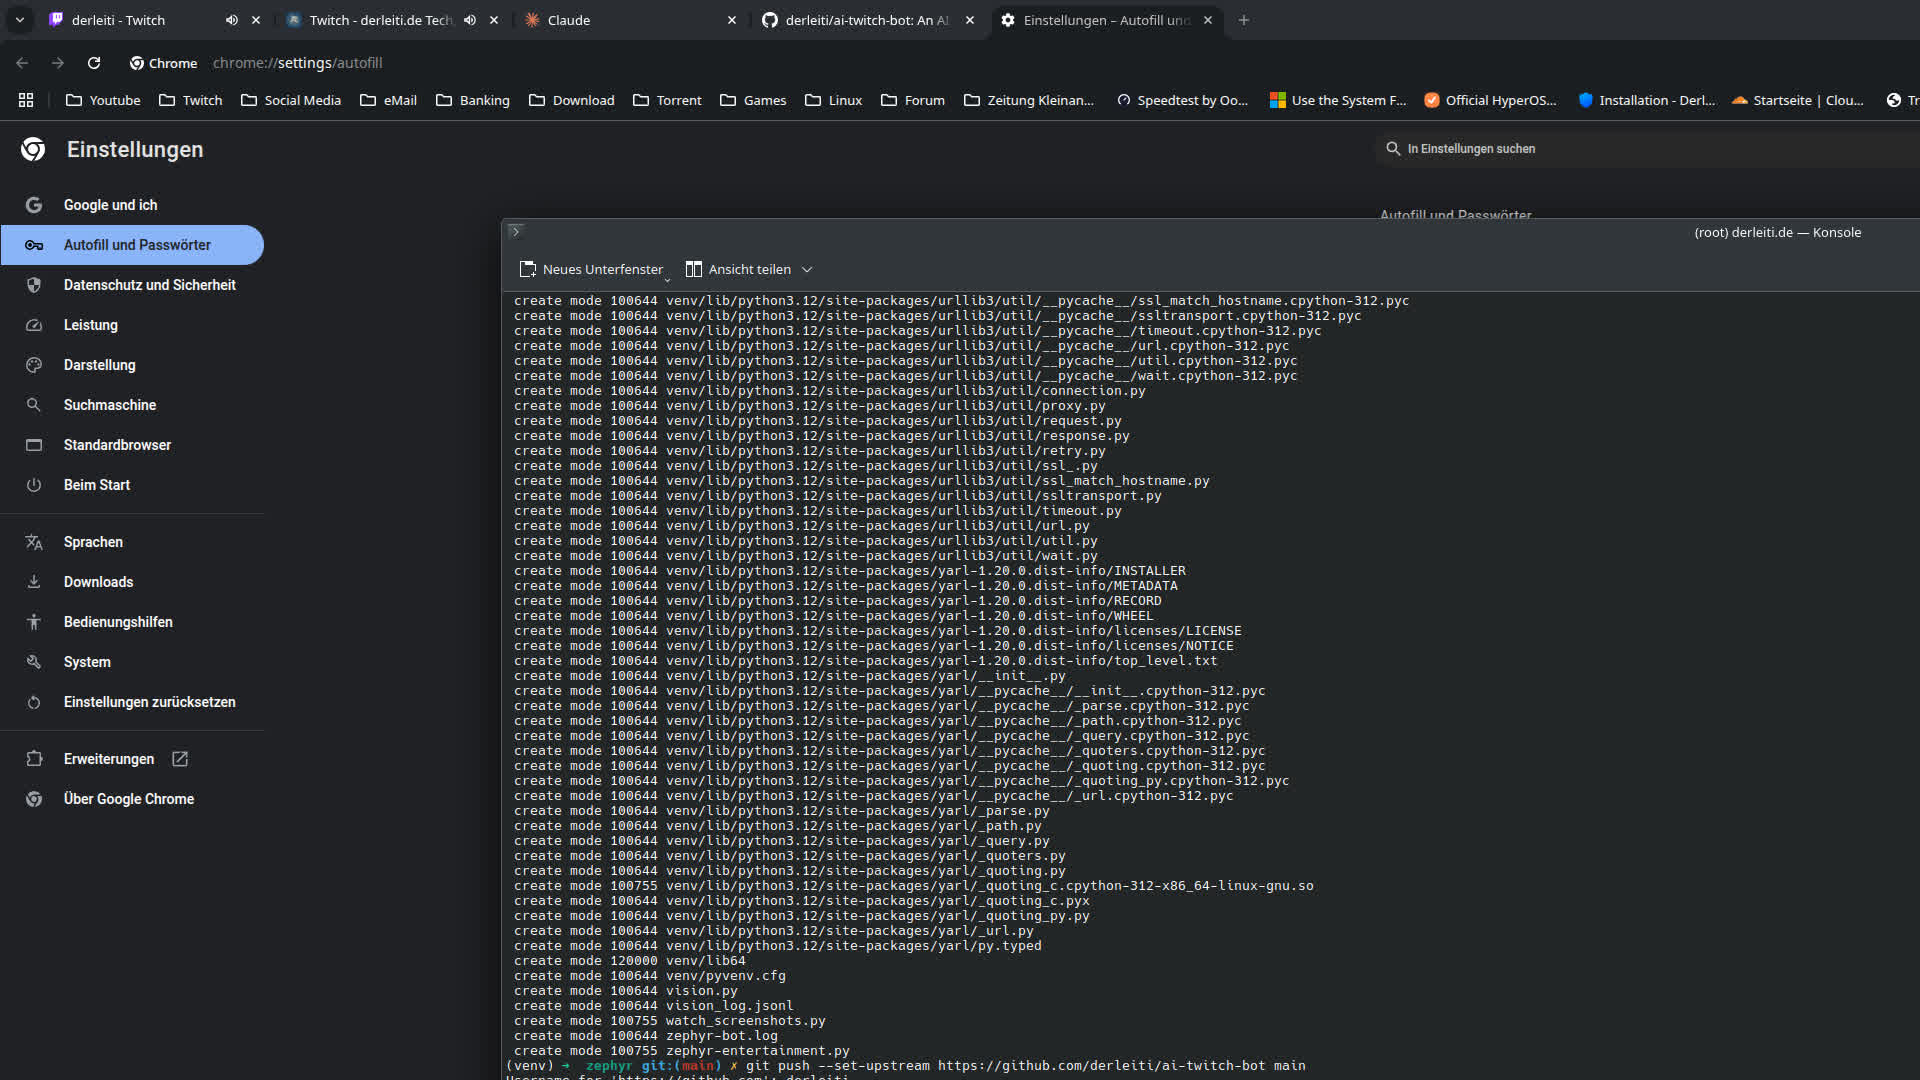 derleiti - Twitch
Twitch - derleiti.de Tech
Claude
derleiti/ai-twitch-bot: An AI
Einstellungen – Autofill und
Chrome
chrome://settings/autofill
Youtube
Twitch
Social Media
eMail
Banking
Download
Torrent
Games
Linux
Forum
Zeitung Kleinan...
Speedtest by Oo...
Use the System F...
Official HyperOS...
Installation - Derl...
Startseite | Clou...
Einstellungen
In Einstellungen suchen
Google und ich
Autofill und Passwörter
Datenschutz und Sicherheit
Leistung
Darstellung
Suchmaschine
Standardbrowser
Beim Start
Sprachen
Downloads
Bedienungshilfen
System
Einstellungen zurücksetzen
Erweiterungen
Über Google Chrome
Autofill und Passwörter
(root) derleiti.de — Konsole
Neues Unterfenster
Ansicht teilen
create mode 100644 venv/lib/python3.12/site-packages/urllib3/util/__pycache__/ssl_match_hostname.cpython-312.pyc
create mode 100644 venv/lib/python3.12/site-packages/urllib3/util/__pycache__/ssltransport.cpython-312.pyc
create mode 100644 venv/lib/python3.12/site-packages/urllib3/util/__pycache__/timeout.cpython-312.pyc
create mode 100644 venv/lib/python3.12/site-packages/urllib3/util/__pycache__/url.cpython-312.pyc
create mode 100644 venv/lib/python3.12/site-packages/urllib3/util/__pycache__/util.cpython-312.pyc
create mode 100644 venv/lib/python3.12/site-packages/urllib3/util/__pycache__/wait.cpython-312.pyc
create mode 100644 venv/lib/python3.12/site-packages/urllib3/util/connection.py
create mode 100644 venv/lib/python3.12/site-packages/urllib3/util/proxy.py
create mode 100644 venv/lib/python3.12/site-packages/urllib3/util/request.py
create mode 100644 venv/lib/python3.12/site-packages/urllib3/util/response.py
create mode 100644 venv/lib/python3.12/site-packages/urllib3/util/retry.py
create mode 100644 venv/lib/python3.12/site-packages/urllib3/util/ssl_.py
create mode 100644 venv/lib/python3.12/site-packages/urllib3/util/ssl_match_hostname.py
create mode 100644 venv/lib/python3.12/site-packages/urllib3/util/ssltransport.py
create mode 100644 venv/lib/python3.12/site-packages/urllib3/util/timeout.py
create mode 100644 venv/lib/python3.12/site-packages/urllib3/util/url.py
create mode 100644 venv/lib/python3.12/site-packages/urllib3/util/util.py
create mode 100644 venv/lib/python3.12/site-packages/urllib3/util/wait.py
create mode 100644 venv/lib/python3.12/site-packages/yarl-1.20.0.dist-info/INSTALLER
create mode 100644 venv/lib/python3.12/site-packages/yarl-1.20.0.dist-info/METADATA
create mode 100644 venv/lib/python3.12/site-packages/yarl-1.20.0.dist-info/RECORD
create mode 100644 venv/lib/python3.12/site-packages/yarl-1.20.0.dist-info/WHEEL
create mode 100644 venv/lib/python3.12/site-packages/yarl-1.20.0.dist-info/licenses/LICENSE
create mode 100644 venv/lib/python3.12/site-packages/yarl-1.20.0.dist-info/licenses/NOTICE
create mode 100644 venv/lib/python3.12/site-packages/yarl-1.20.0.dist-info/top_level.txt
create mode 100644 venv/lib/python3.12/site-packages/yarl/__init__.py
create mode 100644 venv/lib/python3.12/site-packages/yarl/__pycache__/__init__.cpython-312.pyc
create mode 100644 venv/lib/python3.12/site-packages/yarl/__pycache__/_parse.cpython-312.pyc
create mode 100644 venv/lib/python3.12/site-packages/yarl/__pycache__/_path.cpython-312.pyc
create mode 100644 venv/lib/python3.12/site-packages/yarl/__pycache__/_query.cpython-312.pyc
create mode 100644 venv/lib/python3.12/site-packages/yarl/__pycache__/_quoters.cpython-312.pyc
create mode 100644 venv/lib/python3.12/site-packages/yarl/__pycache__/_quoting.cpython-312.pyc
create mode 100644 venv/lib/python3.12/site-packages/yarl/__pycache__/_quoting_py.cpython-312.pyc
create mode 100644 venv/lib/python3.12/site-packages/yarl/__pycache__/_url.cpython-312.pyc
create mode 100644 venv/lib/python3.12/site-packages/yarl/_parse.py
create mode 100644 venv/lib/python3.12/site-packages/yarl/_path.py
create mode 100644 venv/lib/python3.12/site-packages/yarl/_query.py
create mode 100644 venv/lib/python3.12/site-packages/yarl/_quoters.py
create mode 100644 venv/lib/python3.12/site-packages/yarl/_quoting.py
create mode 100755 venv/lib/python3.12/site-packages/yarl/_quoting_c.cpython-312-x86_64-linux-gnu.so
create mode 100644 venv/lib/python3.12/site-packages/yarl/_quoting_c.pyx
create mode 100644 venv/lib/python3.12/site-packages/yarl/_quoting_py.py
create mode 100644 venv/lib/python3.12/site-packages/yarl/_url.py
create mode 100644 venv/lib/python3.12/site-packages/yarl/py.typed
create mode 120000 venv/lib64
create mode 100644 venv/pyvenv.cfg
create mode 100644 vision.py
create mode 100644 vision_log.jsonl
create mode 100755 watch_screenshots.py
create mode 100644 zephyr-bot.log
create mode 100755 zephyr-entertainment.py
(venv) ➜ zephyr git:(main) ✗ git push --set-upstream https://github.com/derleiti/ai-twitch-bot main
Username for 'https://github.com': derleiti